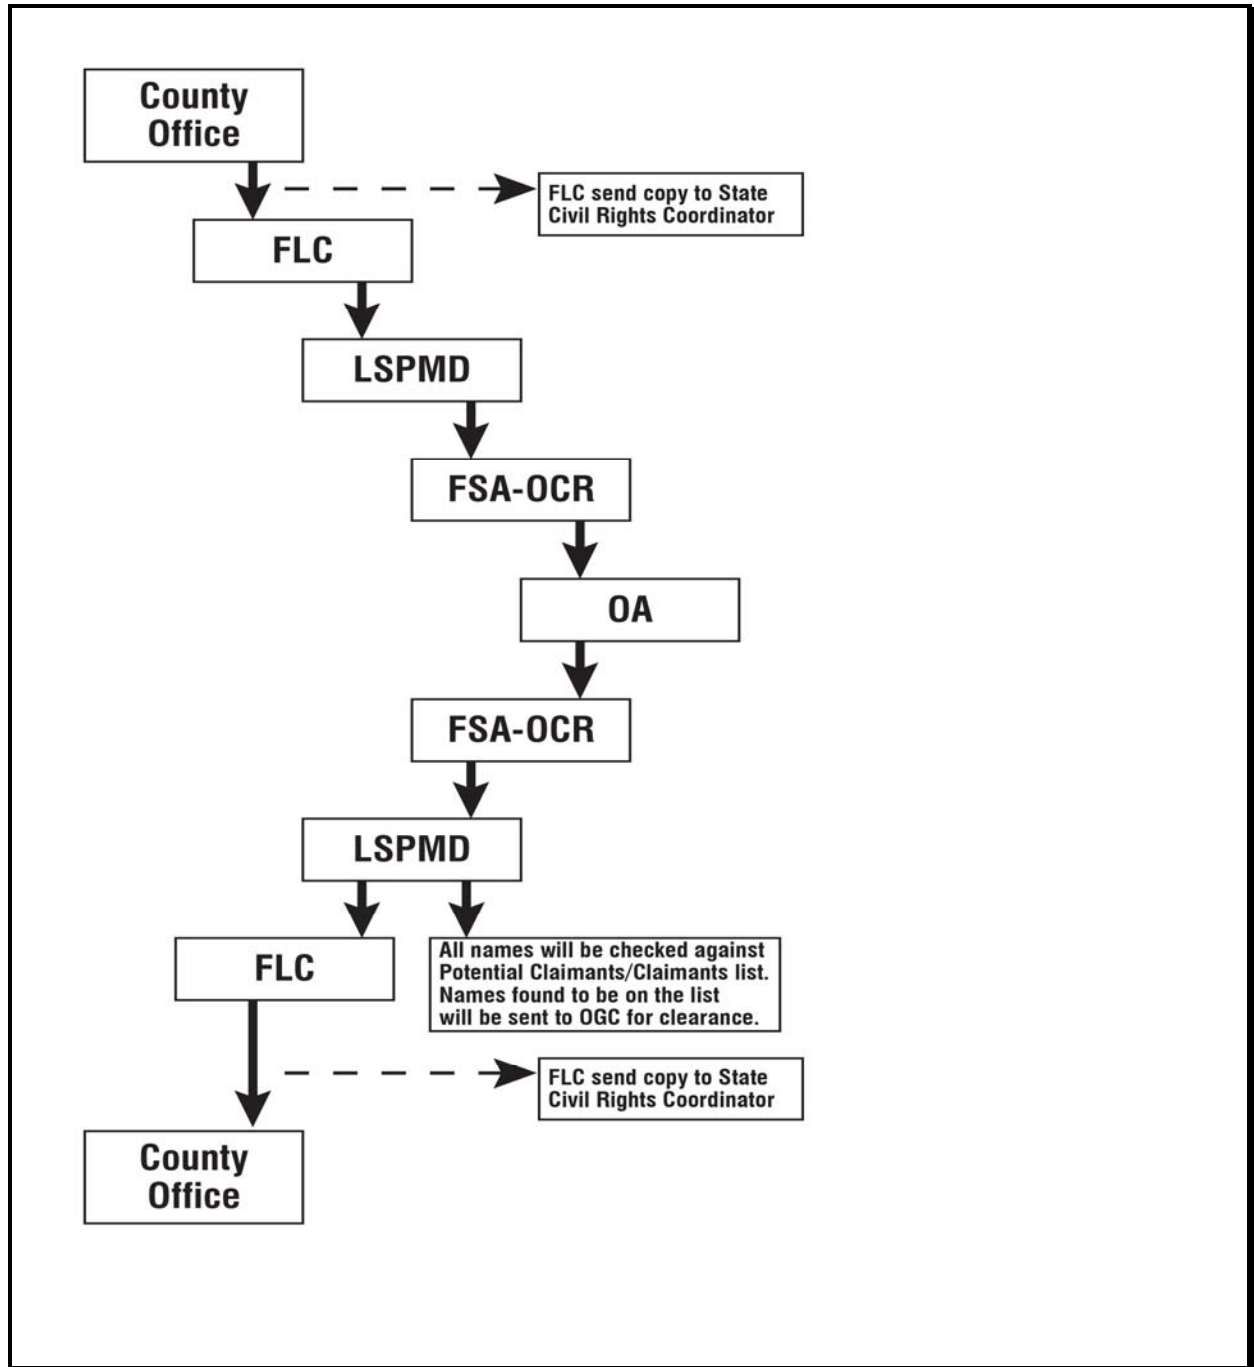 County
Office
FLC send copy to State
Civil Rights Coordinator
FLC
LSPMD
FSA-OCR
OA
FSA-OCR
LSPMD
FLC
All names will be checked against
Potential Claimants/Claimants list.
Names found to be on the list
will be sent to OGC for clearance.
FLC send copy to State
Civil Rights Coordinator
County
Office